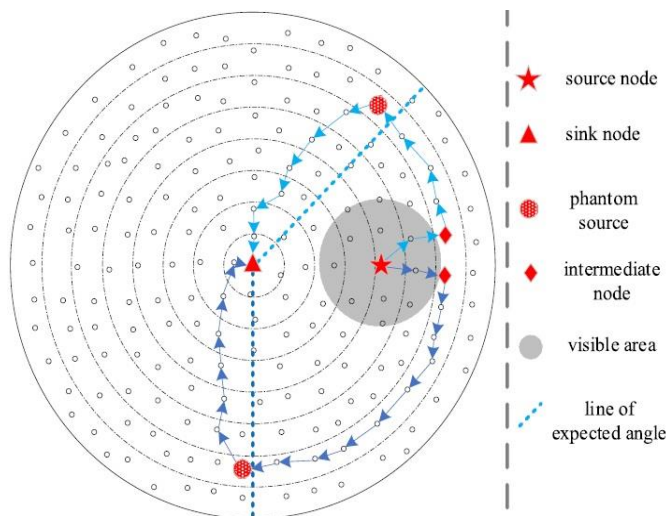 source node
sink node
phantom
source
intermediate
node
visible area
line of
expected angle